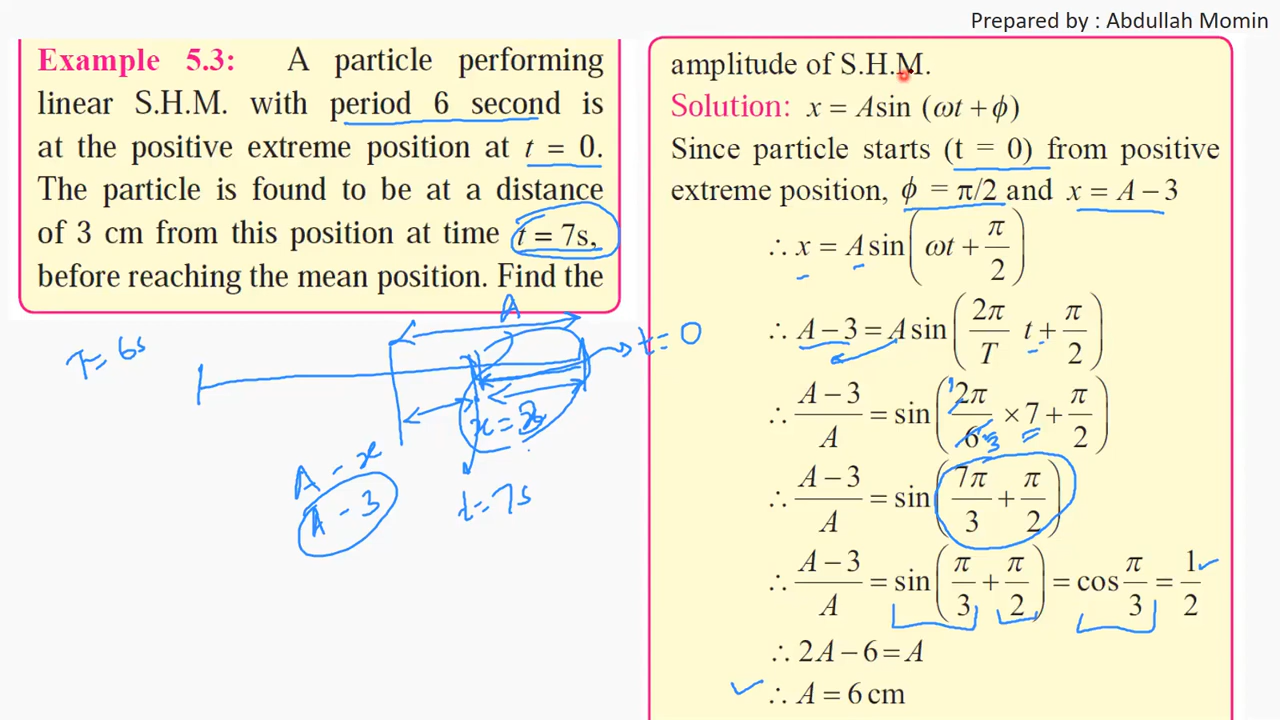 Prepared by : Abdullah Momin
Example 5.3: A particle performing
linear S.H.M. with period 6 second is
at the positive extreme position at t = 0.
The particle is found to be at a distance
of 3 cm from this position at time t = 7s,
before reaching the mean position. Find the
amplitude of S.H.M.
Solution: x = A sin (ωt + ϕ)
Since particle starts (t = 0) from positive
extreme position, ϕ = π/2 and x = A − 3
∴ x = A sin(ωt + π/2)
∴ A − 3 = A sin(2π/T t + π/2)
∴ A − 3/A = sin(2π/6 × 7 + π/2)
∴ A − 3/A = sin(7π/3 + π/2)
∴ A − 3/A = sin(π/3 + π/2) = cos π/3 = 1/2
∴ 2A − 6 = A
∴ A = 6 cm
A
T = 6s
t = 0
A − x
A − 3
t = 7s